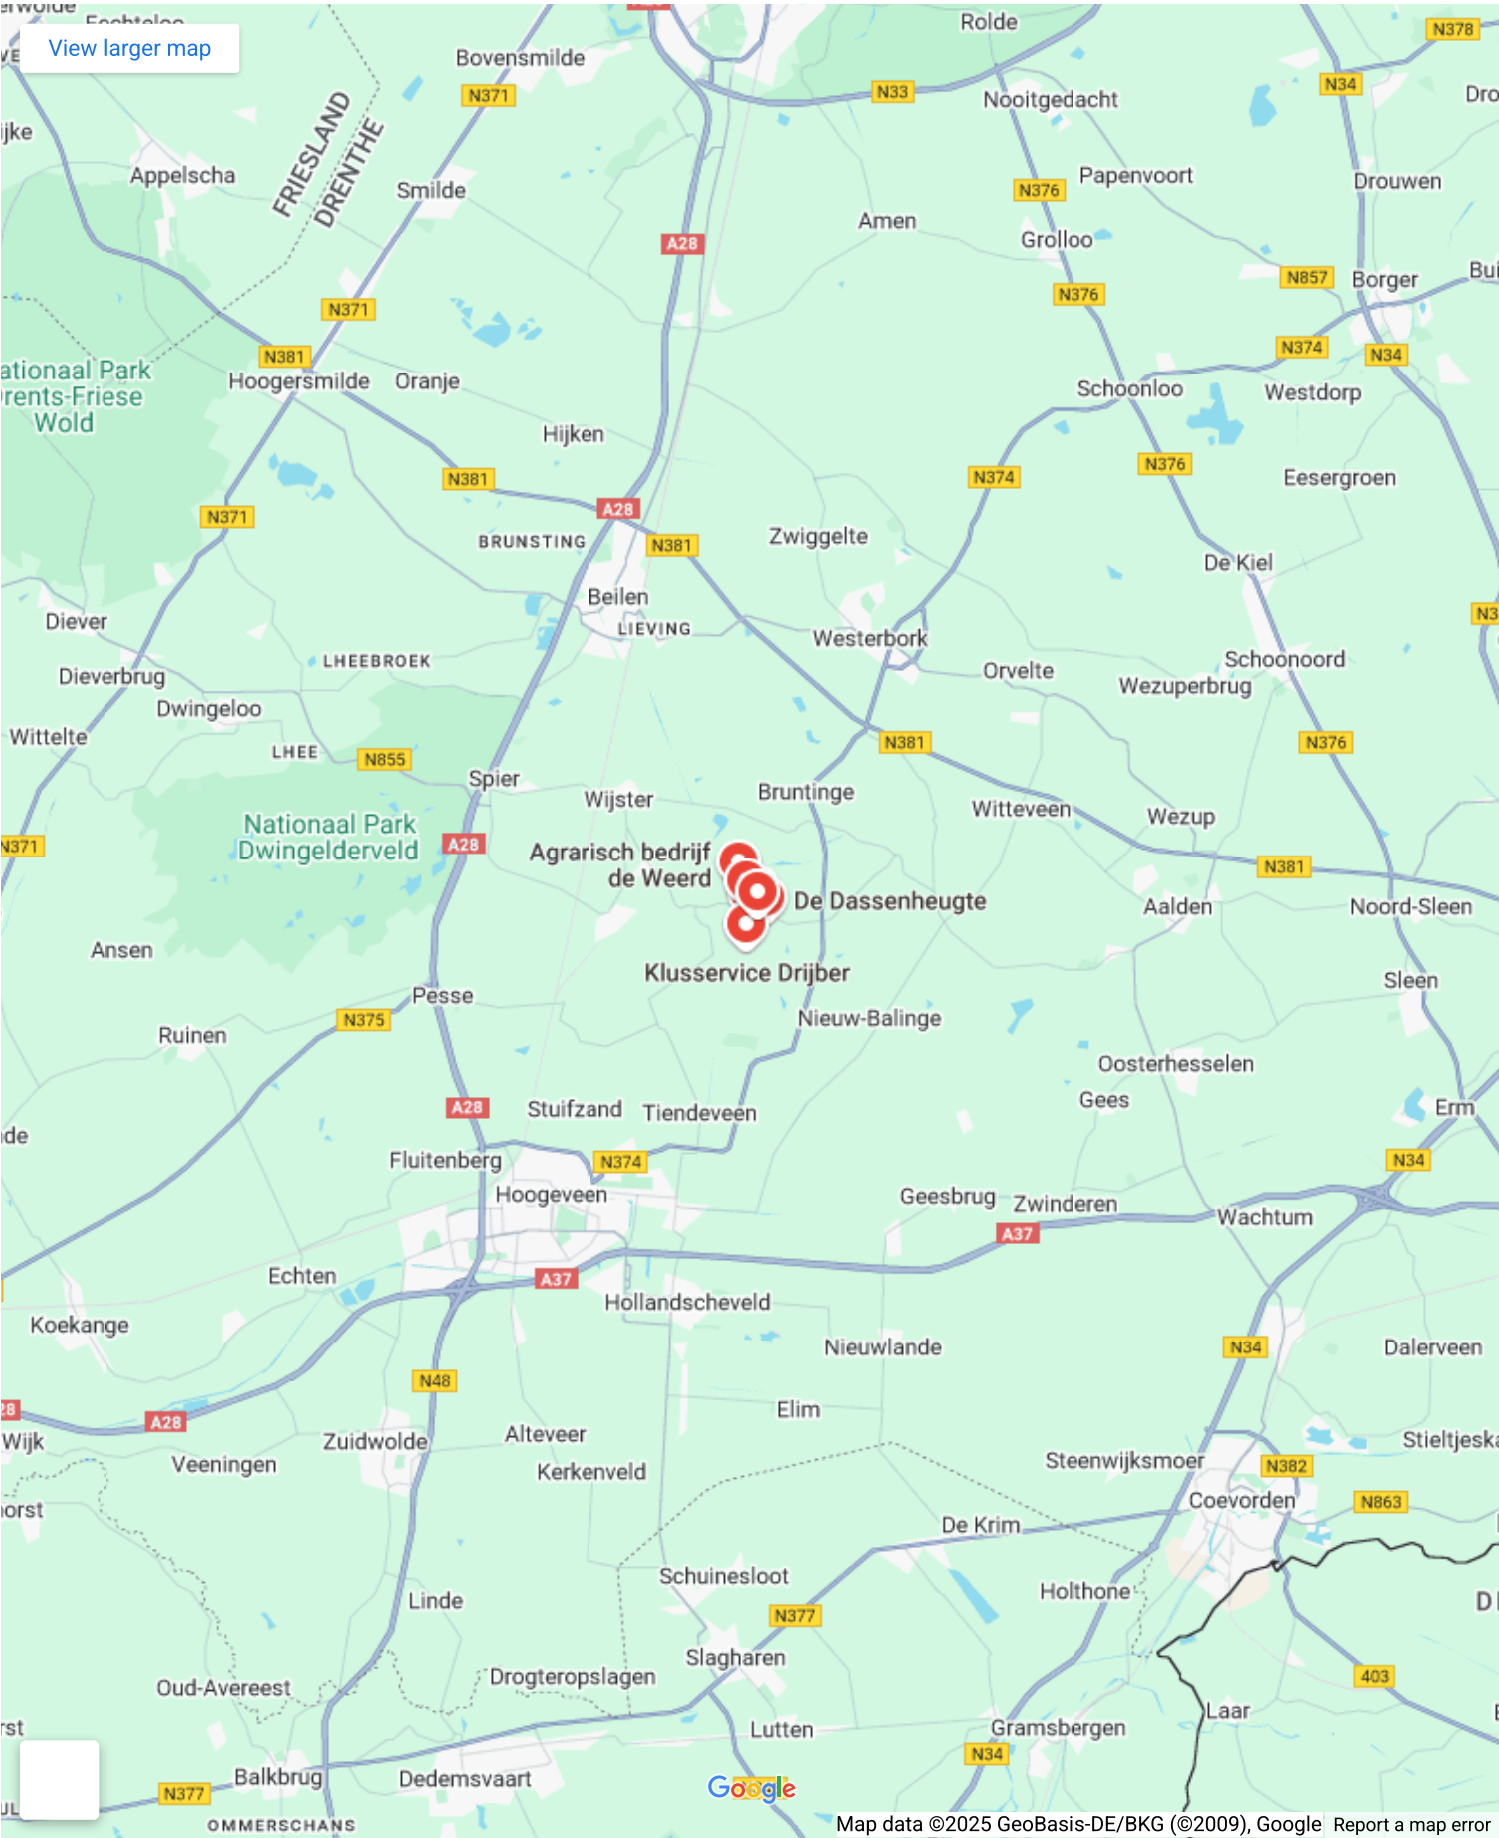 Rolde
View larger map
Bovensmilde
N378
N371
N33
N34
Nooitgedacht
FRIESLAND
DRENTHE
Appelscha
Smilde
N376
Papenvoort
Drouwen
Amen
A28
Grolloo
N857
Borger
N371
N376
N381
N374
N34
Hoogersmilde
Oranje
Schoonloo
Westdorp
Nationaal Park
Drents-Friese
Wold
Hijken
N381
N374
N376
Eesergroen
N371
A28
BRUNSTING
N381
Zwiggelte
De Kiel
Beilen
Diever
LIEVING
Westerbork
LHEEBROEK
Schoonoord
Dieverbrug
Orvelte
Wezuperbrug
Dwingeloo
Wittelte
LHEE
N855
N381
N376
Spier
Wijster
Bruntinge
Witteveen
Wezup
Nationaal Park
Dwingelderveld
N371
A28
Agrarisch bedrijf
de Weerd
N381
De Dassenheugte
Aalden
Noord-Sleen
Ansen
Klusservice Drijber
Sleen
Pesse
N375
Nieuw-Balinge
Ruinen
Oosterhesselen
A28
Stuifzand
Tiendeveen
Gees
Erm
Fluitenberg
N374
N34
Hoogeveen
Geesbrug
Zwinderen
Wachtum
A37
Echten
A37
Hollandscheveld
Koekange
Nieuwlande
N34
Dalerveen
N48
A28
Elim
Wijk
Zuidwolde
Alteveer
Veeningen
Kerkenveld
Steenwijksmoer
N382
Coevorden
N863
De Krim
Schuinesloot
Holthone
Linde
N377
Slagharen
Drogteropslagen
403
Oud-Avereest
Laar
Lutten
Gramsbergen
N34
Balkbrug
Dedemsvaart
N377
Google
OMMERSCHANS
Map data ©2025 GeoBasis-DE/BKG (©2009), Google
Report a map error